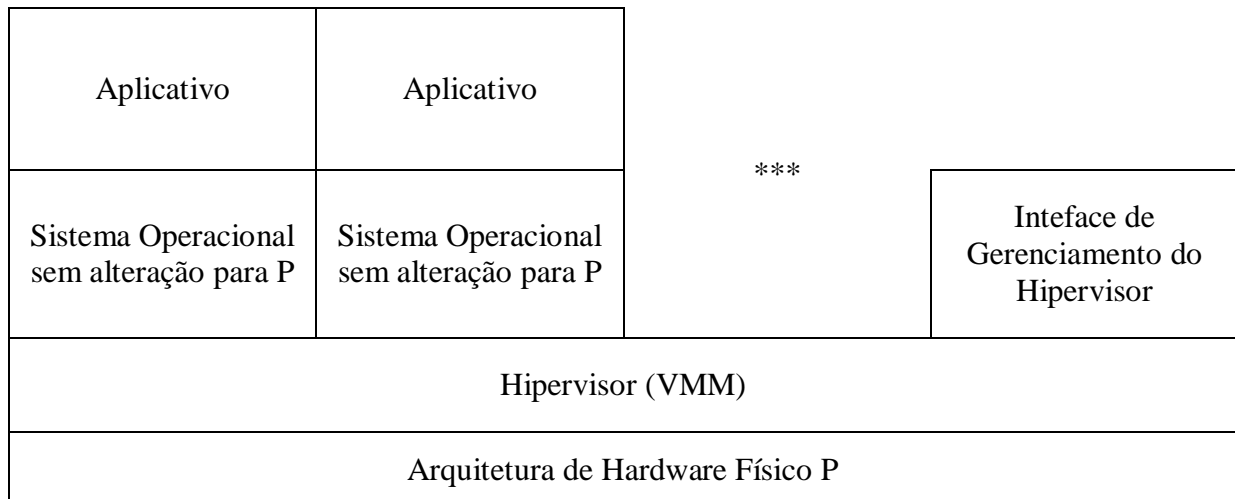 Aplicativo
Aplicativo
***
Sistema Operacional
sem alteração para P
Sistema Operacional
sem alteração para P
Inteface de
Gerenciamento do
Hipervisor
Hipervisor (VMM)
Arquitetura de Hardware Físico P